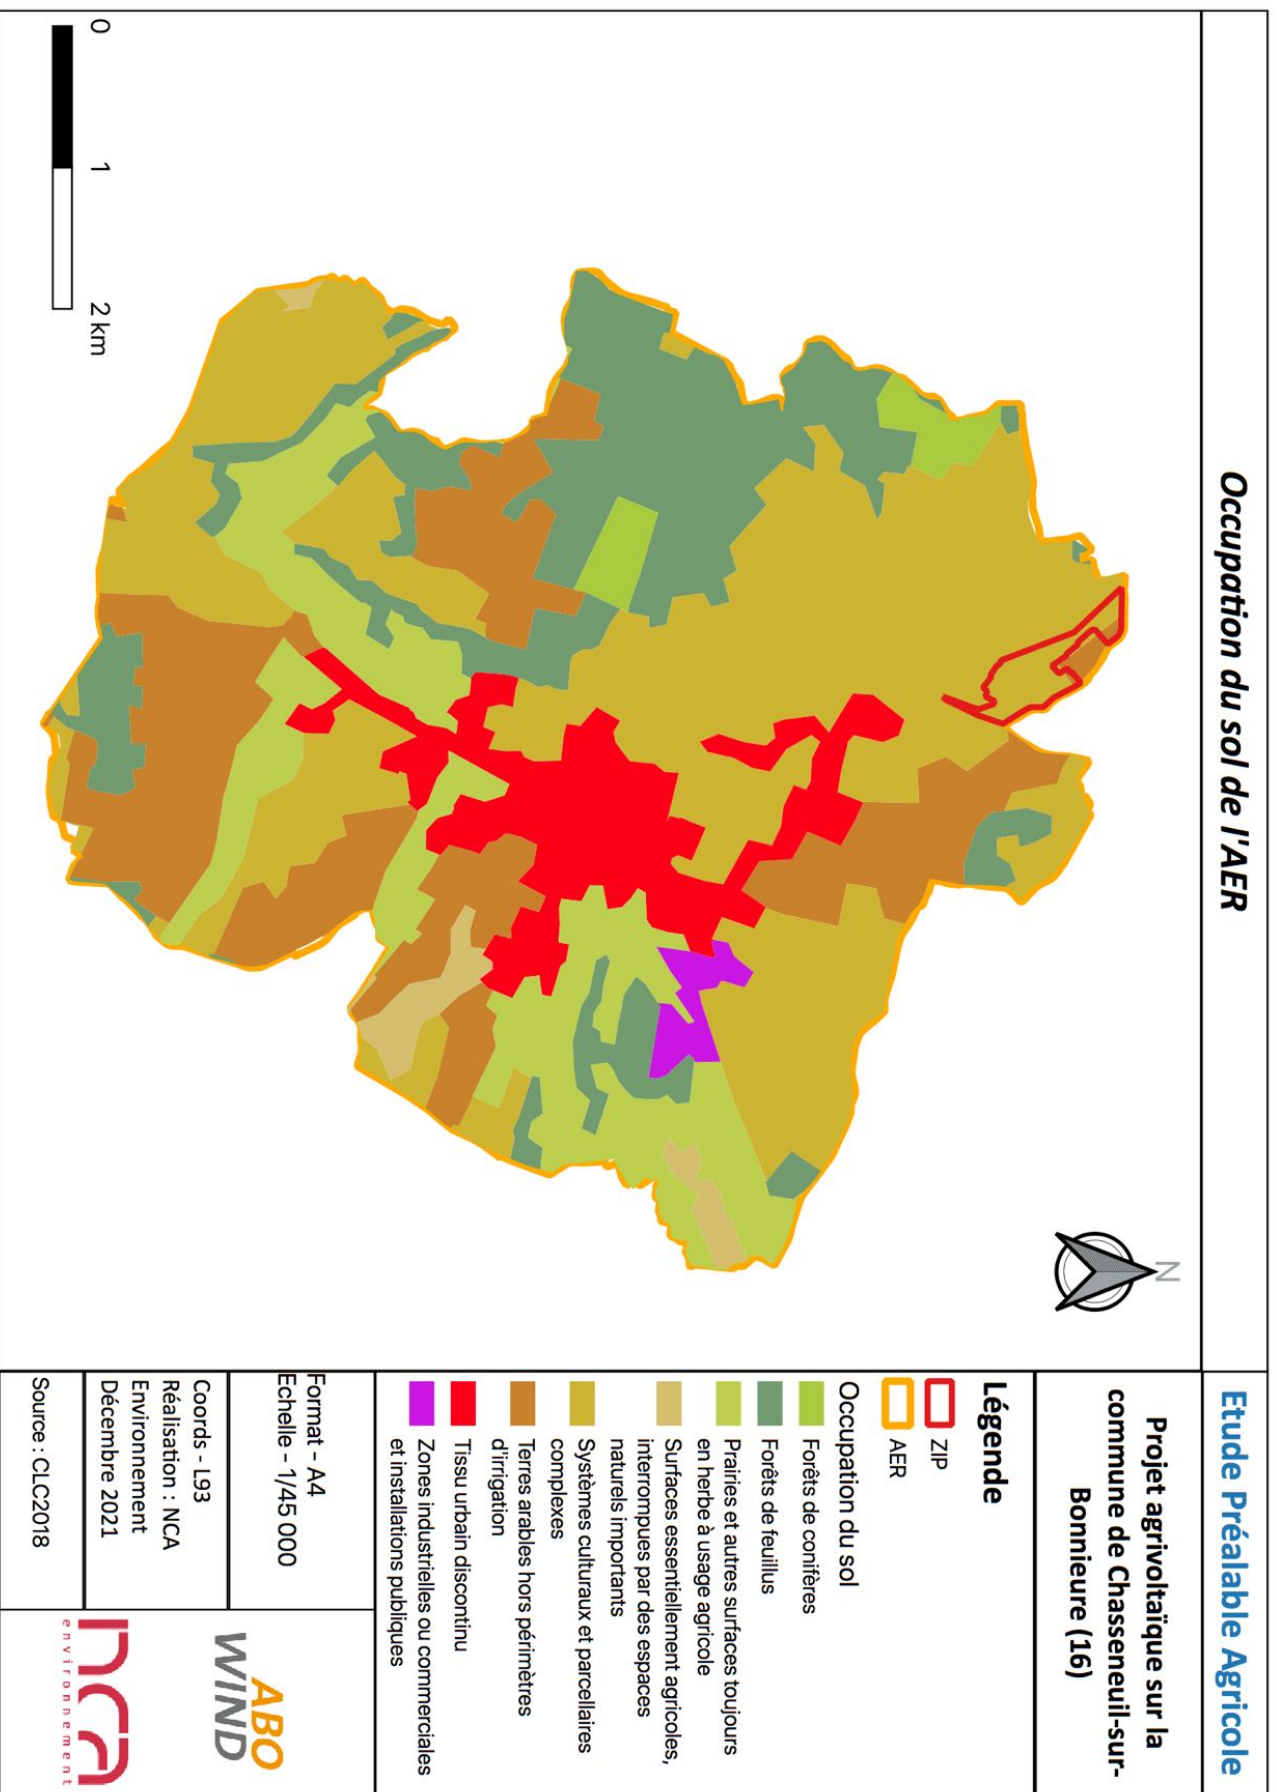 Occupation du sol de l'AER
Etude Préalable Agricole
Projet agrivoltaïque sur la
commune de Chasseneuil-sur-
Bonnieure (16)
N
Légende
ZIP
AER
Occupation du sol
Forêts de conifères
Forêts de feuillus
Prairies et autres surfaces toujours
en herbe à usage agricole
Surfaces essentiellement agricoles,
interrompues par des espaces
naturels importants
Systèmes culturaux et parcellaires
complexes
Terres arables hors périmètres
d'irrigation
Tissu urbain discontinu
Zones industrielles ou commerciales
et installations publiques
0
1
2 km
Format - A4
Echelle - 1/45 000
Coords - L93
Réalisation : NCA
Environnement
Décembre 2021
Source : CLC2018
ABO
WIND
nca
environnement